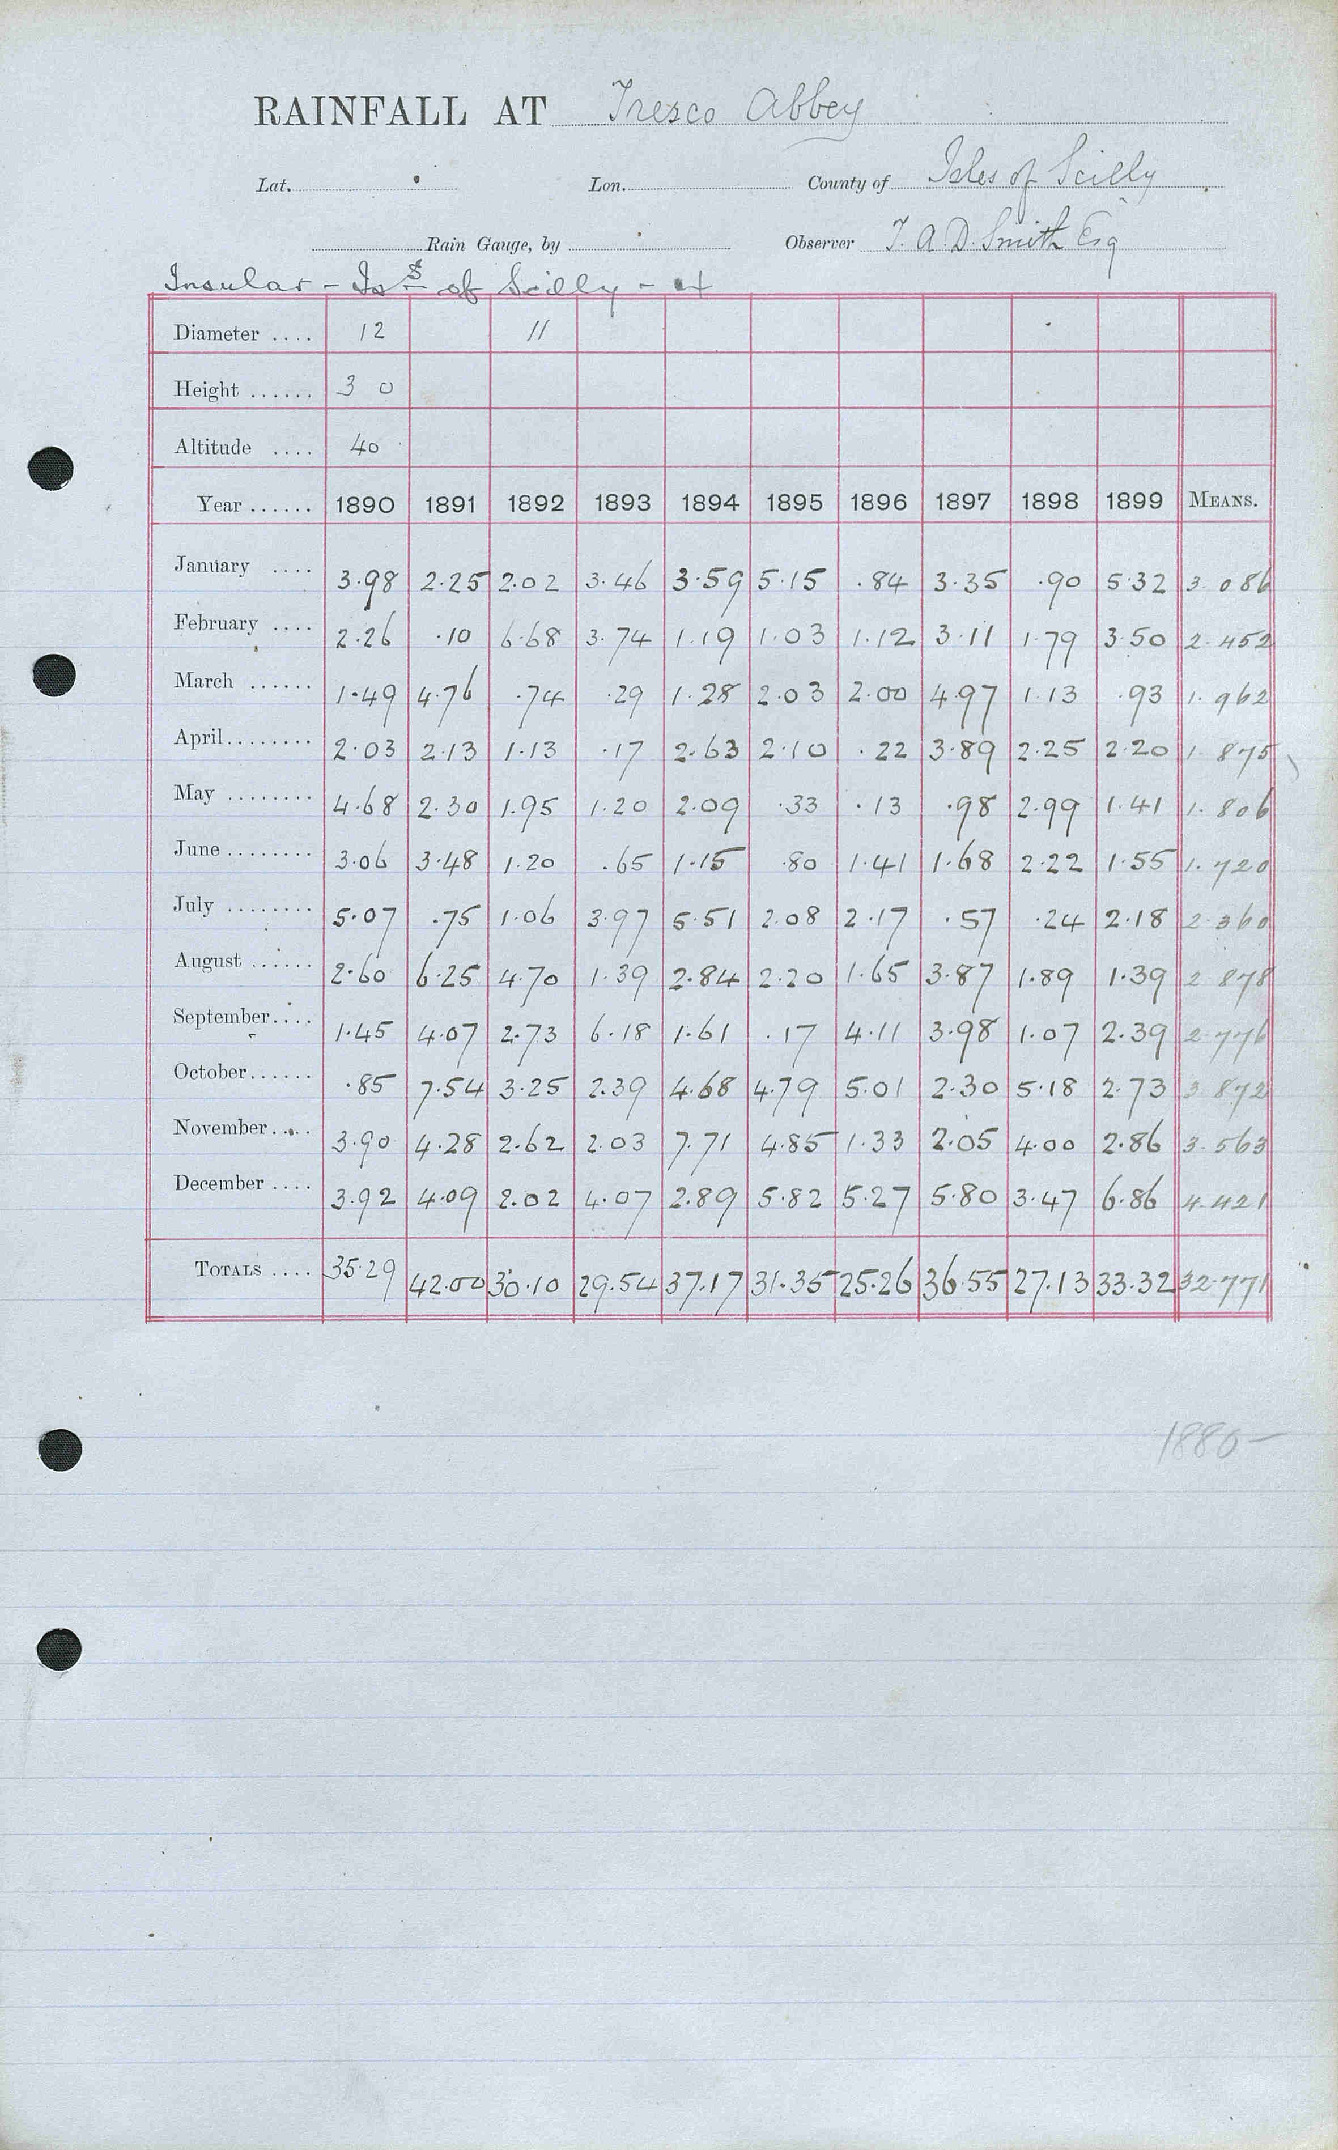 RAINFALL AT Tresco Abbey
Lat. Lon. County of Isles of Scilly
Rain Gauge, by Observer T. A. D. Smith Esq
Insular - Is.s of Scilly -
Diameter .... 12 11
Height ...... 3 0
Altitude .... 40
Year ...... 1890 1891 1892 1893 1894 1895 1896 1897 1898 1899 MEANS.
January .... 3.98 2.25 2.02 3.46 3.59 5.15 .84 3.35 .90 5.32 3.086
February .... 2.26 .10 6.68 3.74 1.19 1.03 1.12 3.11 1.79 3.50 2.452
March ...... 1.49 4.76 .74 .29 1.28 2.03 2.00 4.97 1.13 .93 1.962
April........ 2.03 2.13 1.13 .17 2.63 2.10 .22 3.89 2.25 2.20 1.875
May ........ 4.68 2.30 1.95 1.20 2.09 .33 .13 .98 2.99 1.41 1.806
June ........ 3.06 3.48 1.20 .65 1.15 .80 1.41 1.68 2.22 1.55 1.720
July ........ 5.07 .75 1.06 3.97 5.51 2.08 2.17 .57 .24 2.18 2.360
August ...... 2.60 6.25 4.70 1.39 2.84 2.20 1.65 3.87 1.89 1.39 2.878
September.... 1.45 4.07 2.73 6.18 1.61 .17 4.11 3.98 1.07 2.39 2.776
October...... .85 7.54 3.25 2.39 4.68 4.79 5.01 2.30 5.18 2.73 3.872
November.... 3.90 4.28 2.62 2.03 7.71 4.85 1.33 2.05 4.00 2.86 3.563
December .... 3.92 4.09 2.02 4.07 2.89 5.82 5.27 5.80 3.47 6.86 4.421
TOTALS .... 35.29 42.00 30.10 29.54 37.17 31.35 25.26 36.55 27.13 33.32 32.771
1880-